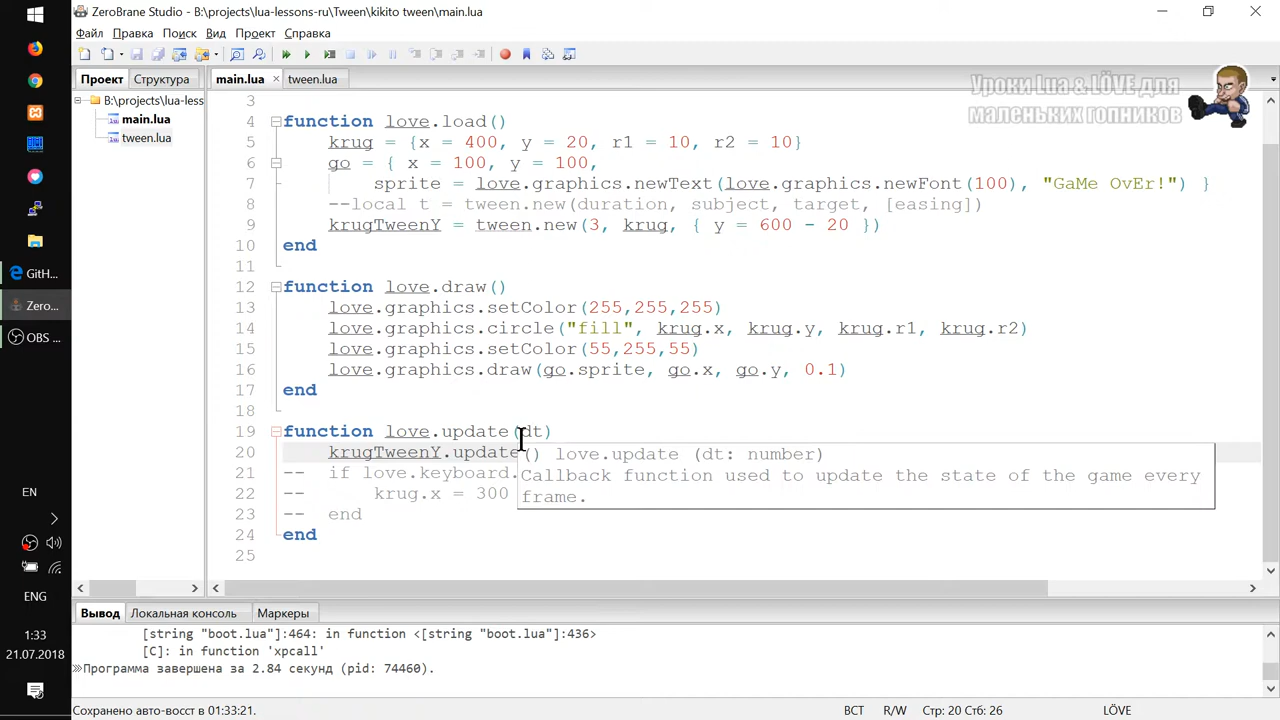 ZeroBrane Studio - B:\projects\lua-lessons-ru\Tween\kikito tween\main.lua
Файл Правка Поиск Вид Проект Справка
Проект Структура
main.lua
tween.lua
Уроки Lua & LÖVE для
маленьких гопников
B:\projects\lua-less
main.lua
tween.lua
3
4 function love.load()
5 krug = {x = 400, y = 20, r1 = 10, r2 = 10}
6 go = { x = 100, y = 100,
7 sprite = love.graphics.newText(love.graphics.newFont(100), "GaMe OvEr!") }
8 --local t = tween.new(duration, subject, target, [easing])
9 krugTweenY = tween.new(3, krug, { y = 600 - 20 })
10 end
11
12 function love.draw()
13 love.graphics.setColor(255,255,255)
14 love.graphics.circle("fill", krug.x, krug.y, krug.r1, krug.r2)
15 love.graphics.setColor(55,255,55)
16 love.graphics.draw(go.sprite, go.x, go.y, 0.1)
17 end
18
19 function love.update(dt)
20 krugTweenY.update
() love.update (dt: number)
21 -- if love.keyboard.
Callback function used to update the state of the game every
22 -- krug.x = 300
frame.
23 -- end
24 end
25
GitH...
Zero...
OBS ...
EN
ENG
1:33
21.07.2018
Вывод Локальная консоль Маркеры
[string "boot.lua"]:464: in function <[string "boot.lua"]:436>
[C]: in function 'xpcall'
Программа завершена за 2.84 секунд (pid: 74460).
Сохранено авто-восст в 01:33:21.
ВСТ R/W Стр: 20 Стб: 26 LÖVE